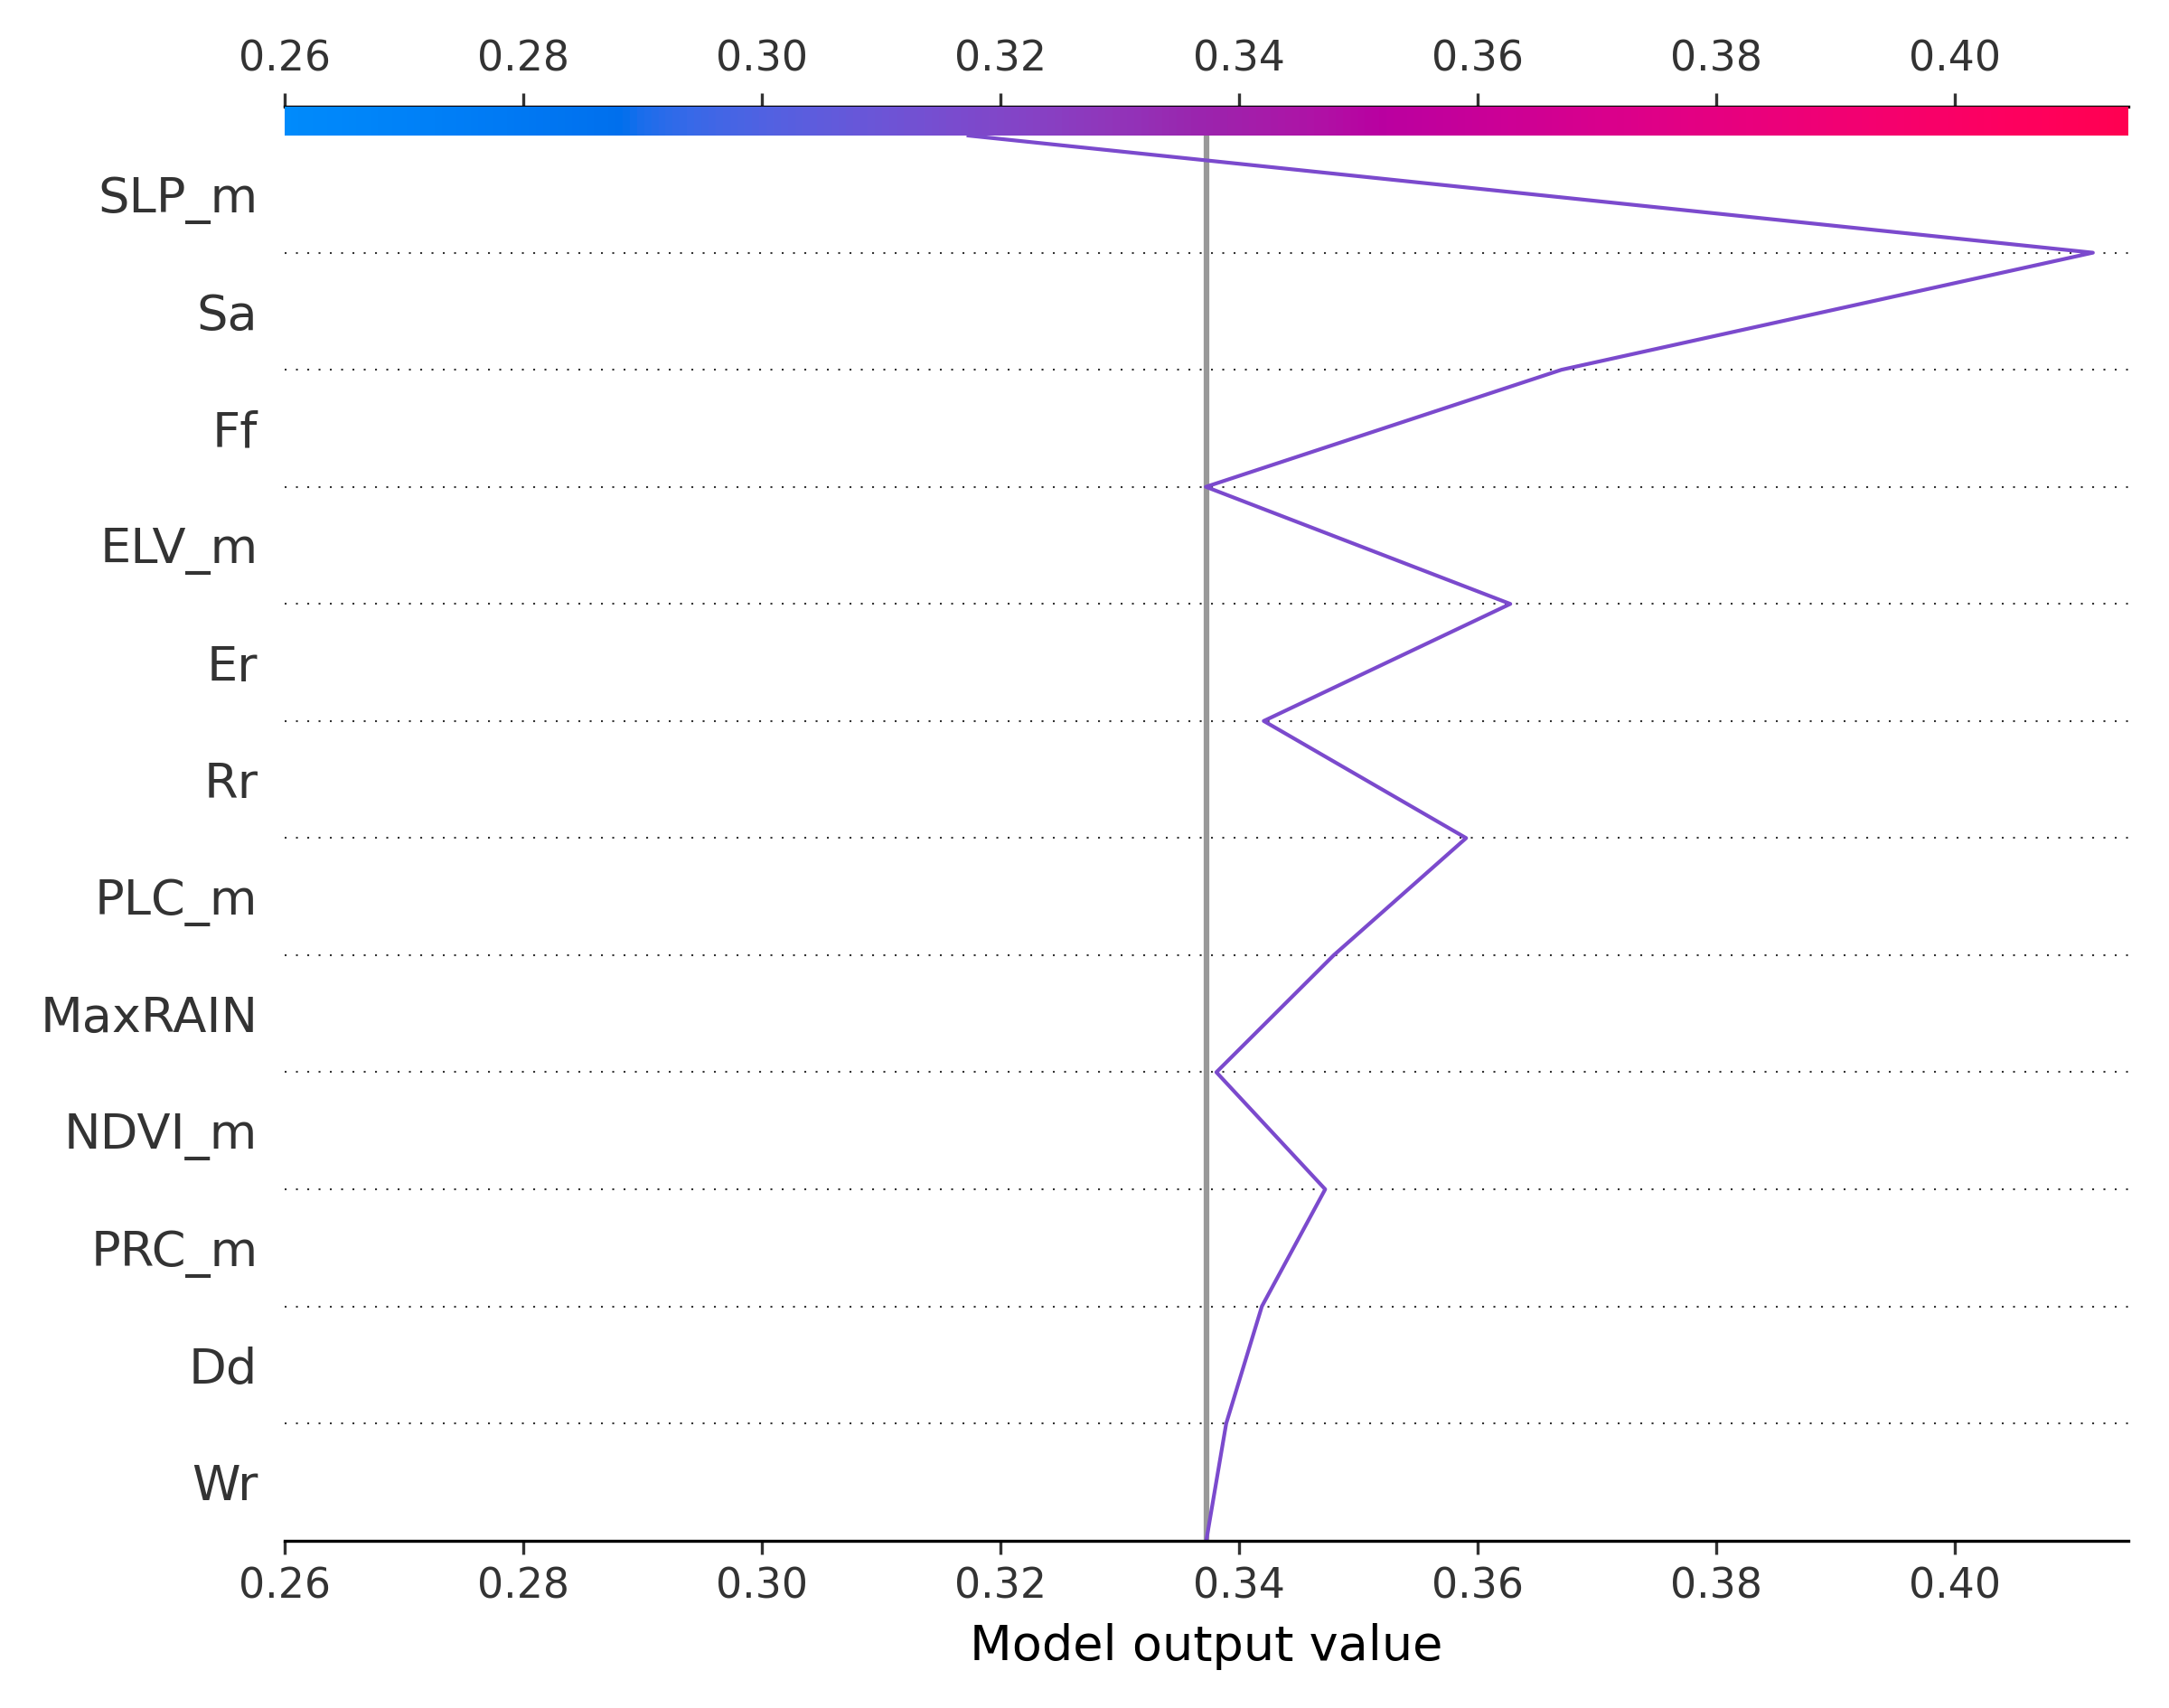 0.26 0.28 0.30 0.32 0.34 0.36 0.38 0.40
SLP_m
Sa
Ff
ELV_m
Er
Rr
PLC_m
MaxRAIN
NDVI_m
PRC_m
Dd
Wr
0.26 0.28 0.30 0.32 0.34 0.36 0.38 0.40
Model output value